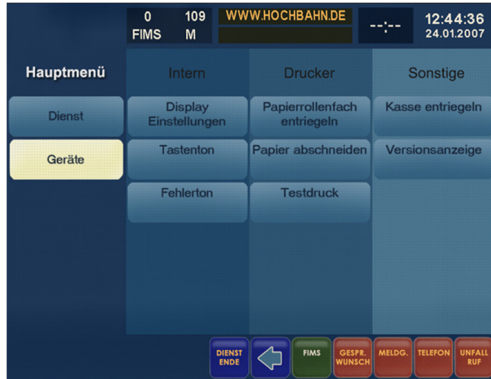 0 109 WWW.HOCHBAHN.DE --:-- 12:44:36
FIMS M 24.01.2007
Hauptmenü
Intern
Drucker
Sonstige
Dienst
Display
Einstellungen
Papierrollenfach
entriegeln
Kasse entriegeln
Geräte
Tastenton
Papier abschneiden
Versionsanzeige
Fehlerton
Testdruck
DIENST
ENDE
FIMS
GESPR.
WUNSCH
MELDG.
TELEFON
UNFALL
RUF